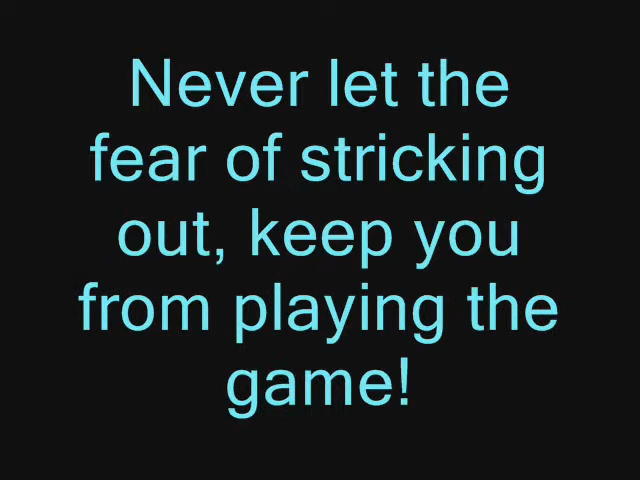 Never let the
fear of stricking
out, keep you
from playing the
game!